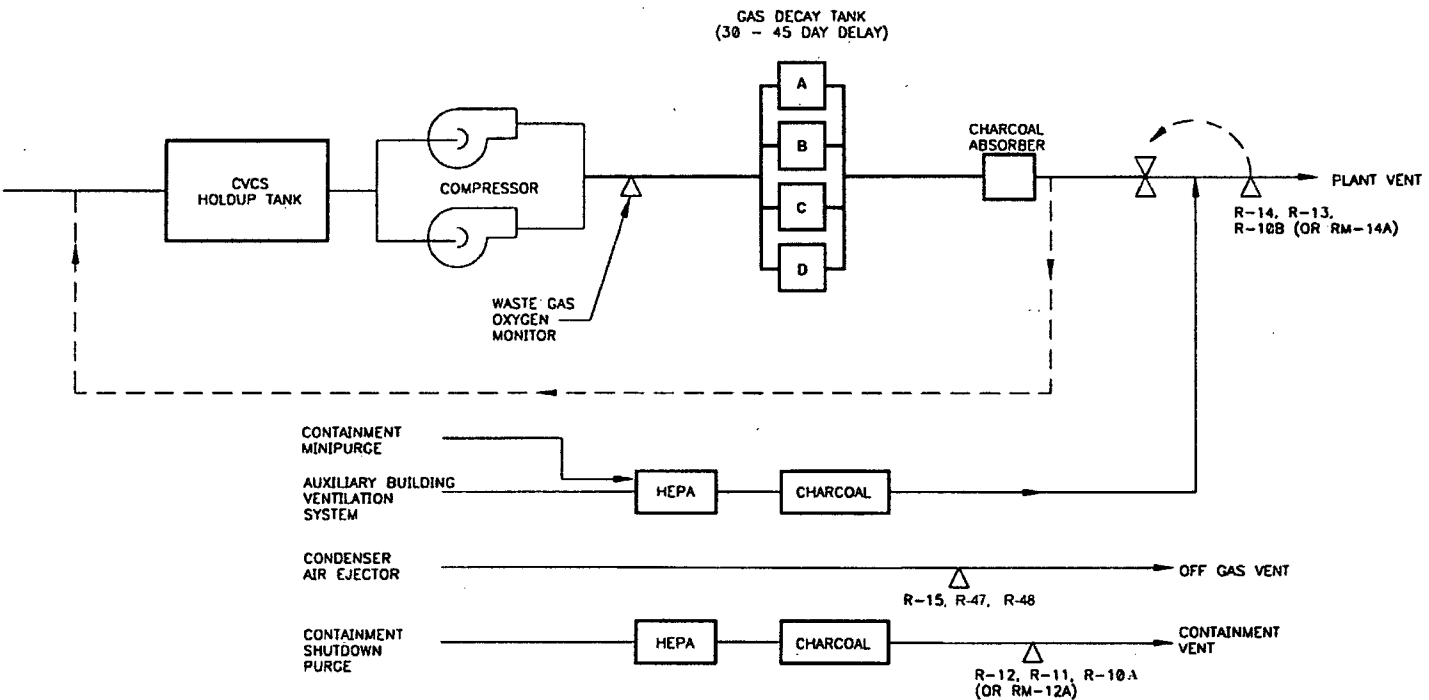 GAS DECAY TANK
(30 - 45 DAY DELAY)
A
B
C
D
CVCS
HOLDUP TANK
COMPRESSOR
CHARCOAL
ABSORBER
PLANT VENT
R-14, R-13,
R-10B (OR RM-14A)
WASTE GAS
OXYGEN
MONITOR
CONTAINMENT
MINIPURGE
AUXILIARY BUILDING
VENTILATION
SYSTEM
HEPA
CHARCOAL
CONDENSER
AIR EJECTOR
OFF GAS VENT
R-15, R-47, R-48
CONTAINMENT
SHUTDOWN
PURGE
HEPA
CHARCOAL
CONTAINMENT
VENT
R-12, R-11, R-10A
(OR RM-12A)